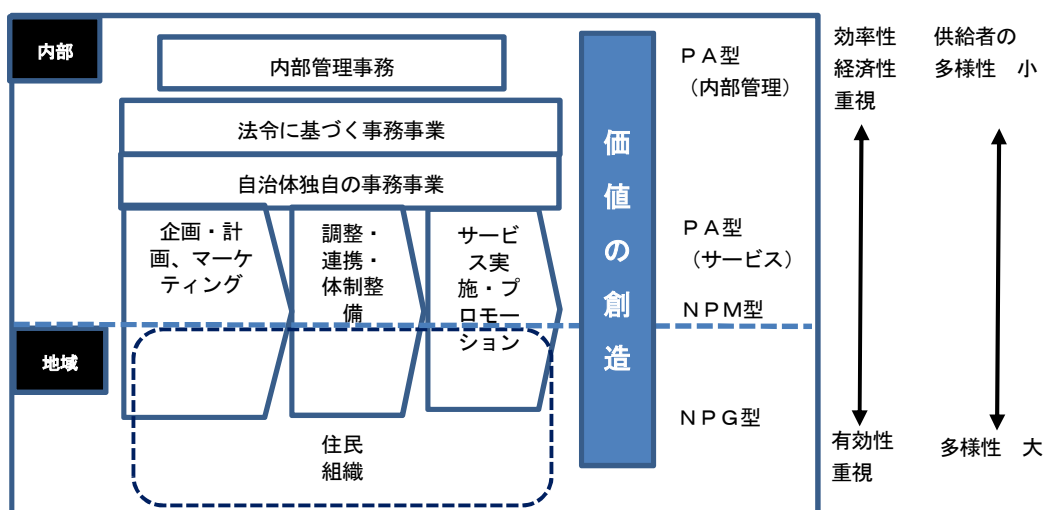 内部
内部管理事務
法令に基づく事務事業
自治体独自の事務事業
企画・計
画、マーケ
ティング
調整・
連携・
体制整
備
サービ
ス実
施・プ
ロモー
ション
地域
住民
組織
価値の創造
ＰＡ型
（内部管理）
ＰＡ型
（サービス）
ＮＰＭ型
ＮＰＧ型
効率性
経済性
重視
有効性
重視
供給者の
多様性　小
多様性　大